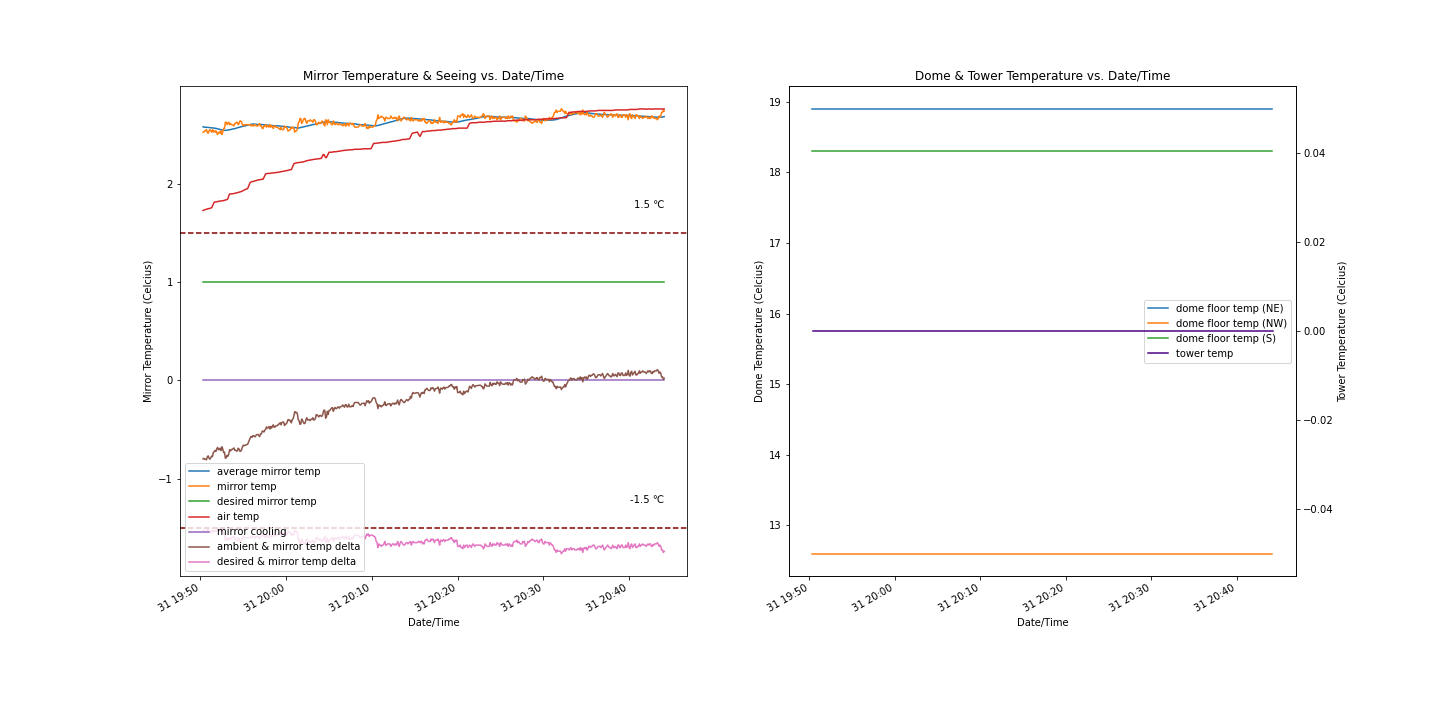 Mirror Temperature & Seeing vs. Date/Time
Mirror Temperature (Celcius)
2
1
0
−1
1.5 ℃
-1.5 ℃
average mirror temp
mirror temp
desired mirror temp
air temp
mirror cooling
ambient & mirror temp delta
desired & mirror temp delta
31 19:50
31 20:00
31 20:10
31 20:20
31 20:30
31 20:40
Date/Time
Dome & Tower Temperature vs. Date/Time
Dome Temperature (Celcius)
19
18
17
16
15
14
13
dome floor temp (NE)
dome floor temp (NW)
dome floor temp (S)
tower temp
0.04
0.02
0.00
−0.02
−0.04
Tower Temperature (Celcius)
31 19:50
31 20:00
31 20:10
31 20:20
31 20:30
31 20:40
Date/Time